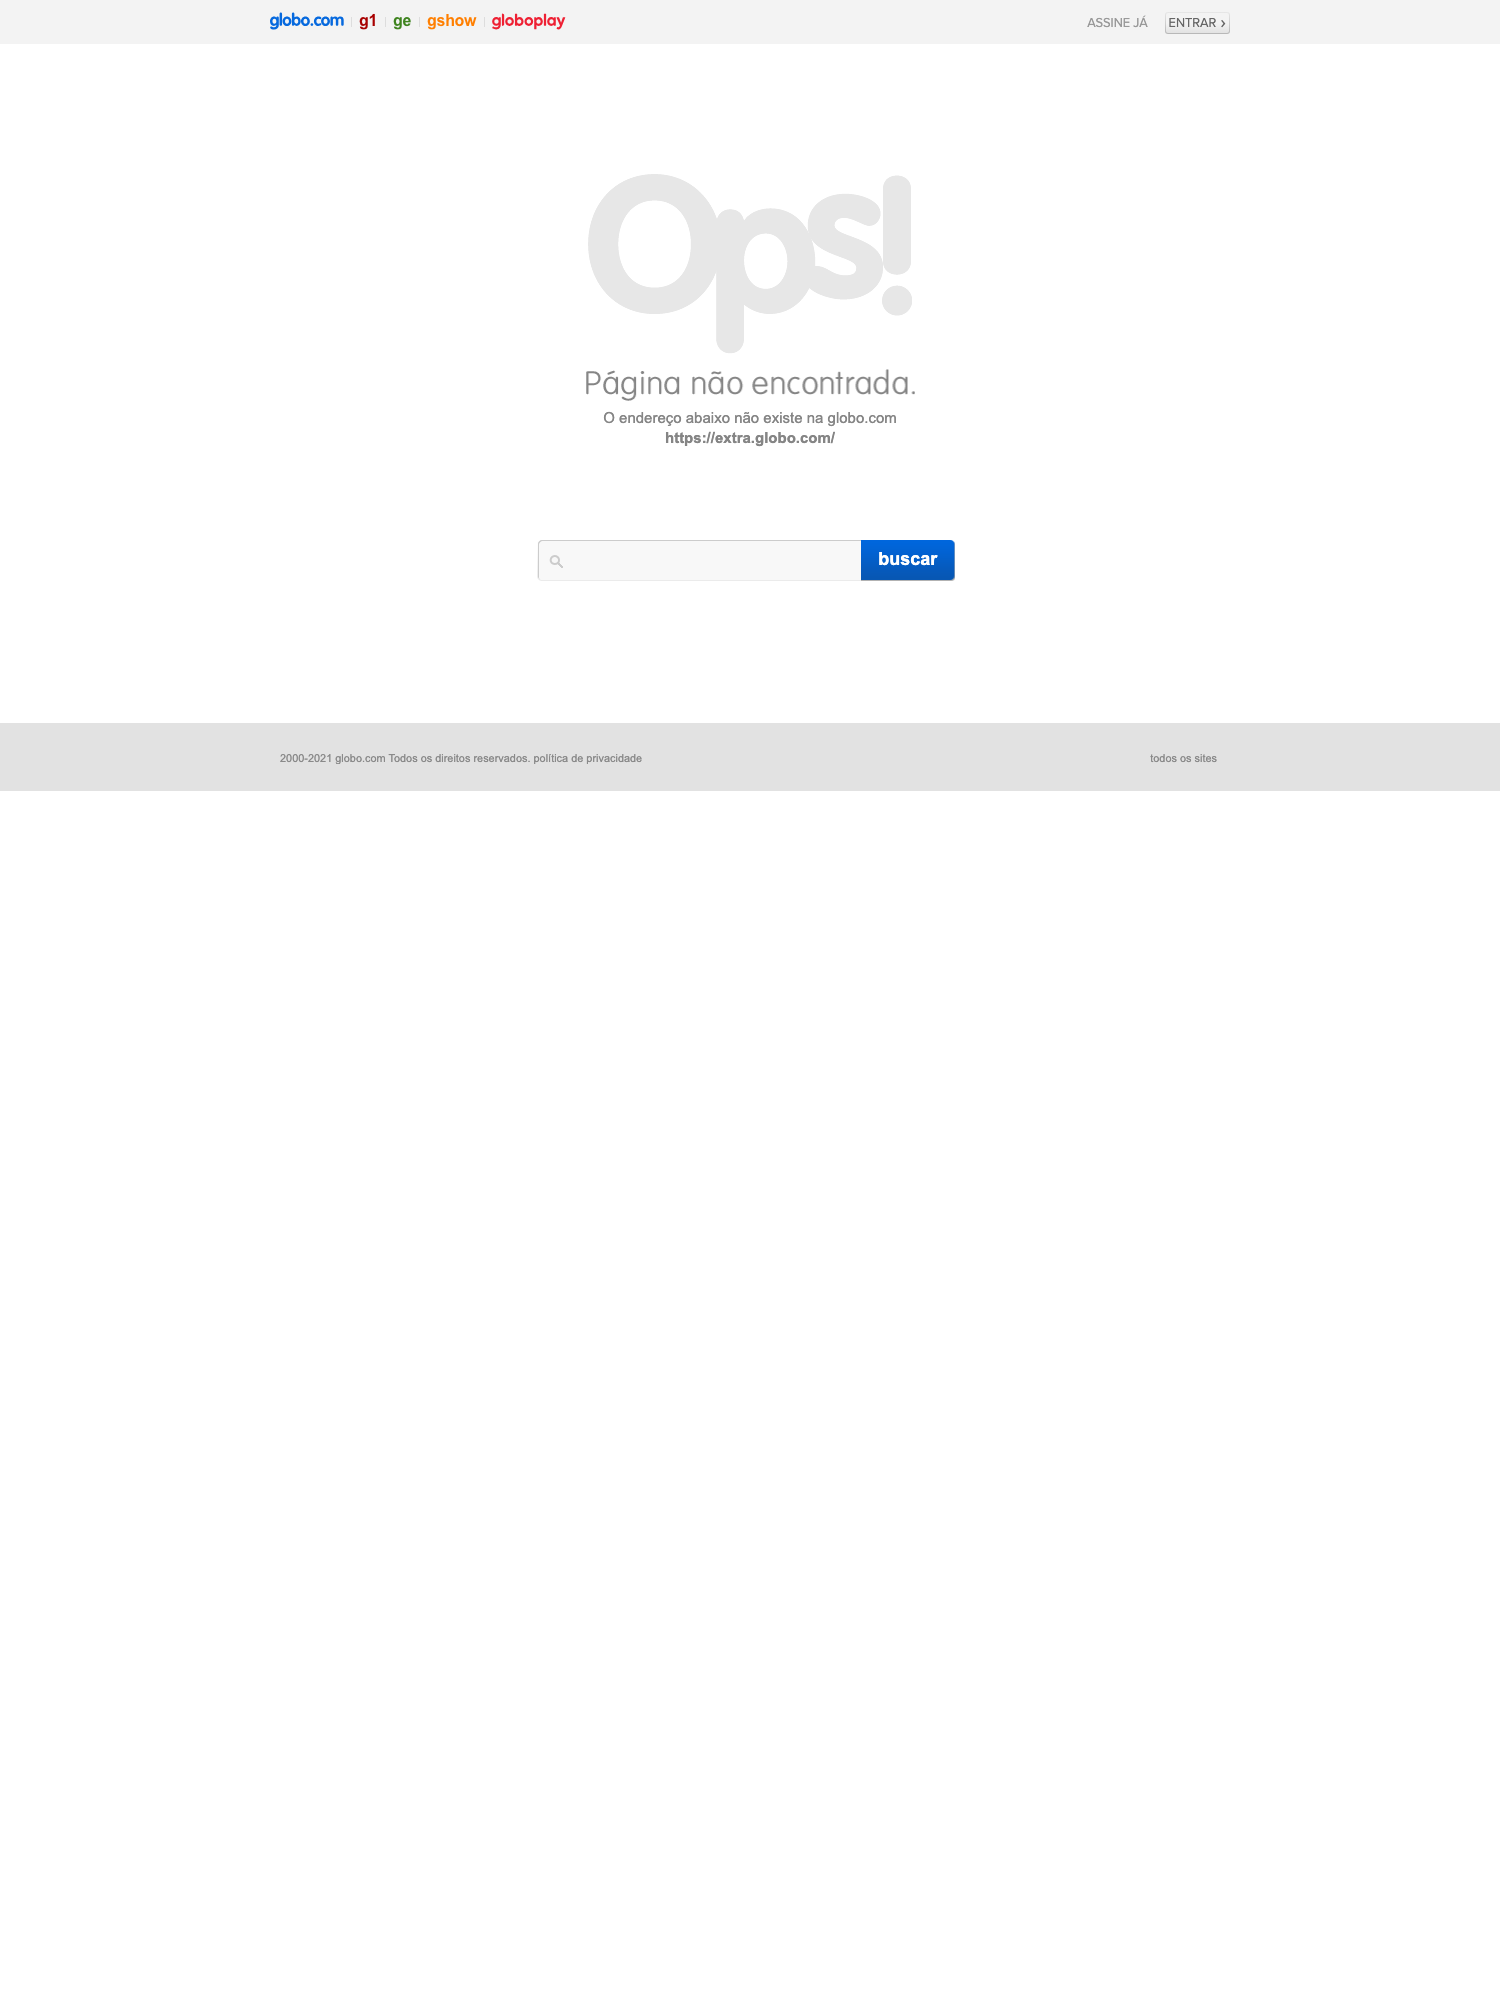 globo.com g1 ge gshow globoplay ASSINE JÁ ENTRAR ›
Ops!
Página não encontrada.
O endereço abaixo não existe na globo.com
https://extra.globo.com/
buscar
2000-2021 globo.com Todos os direitos reservados. política de privacidade todos os sites